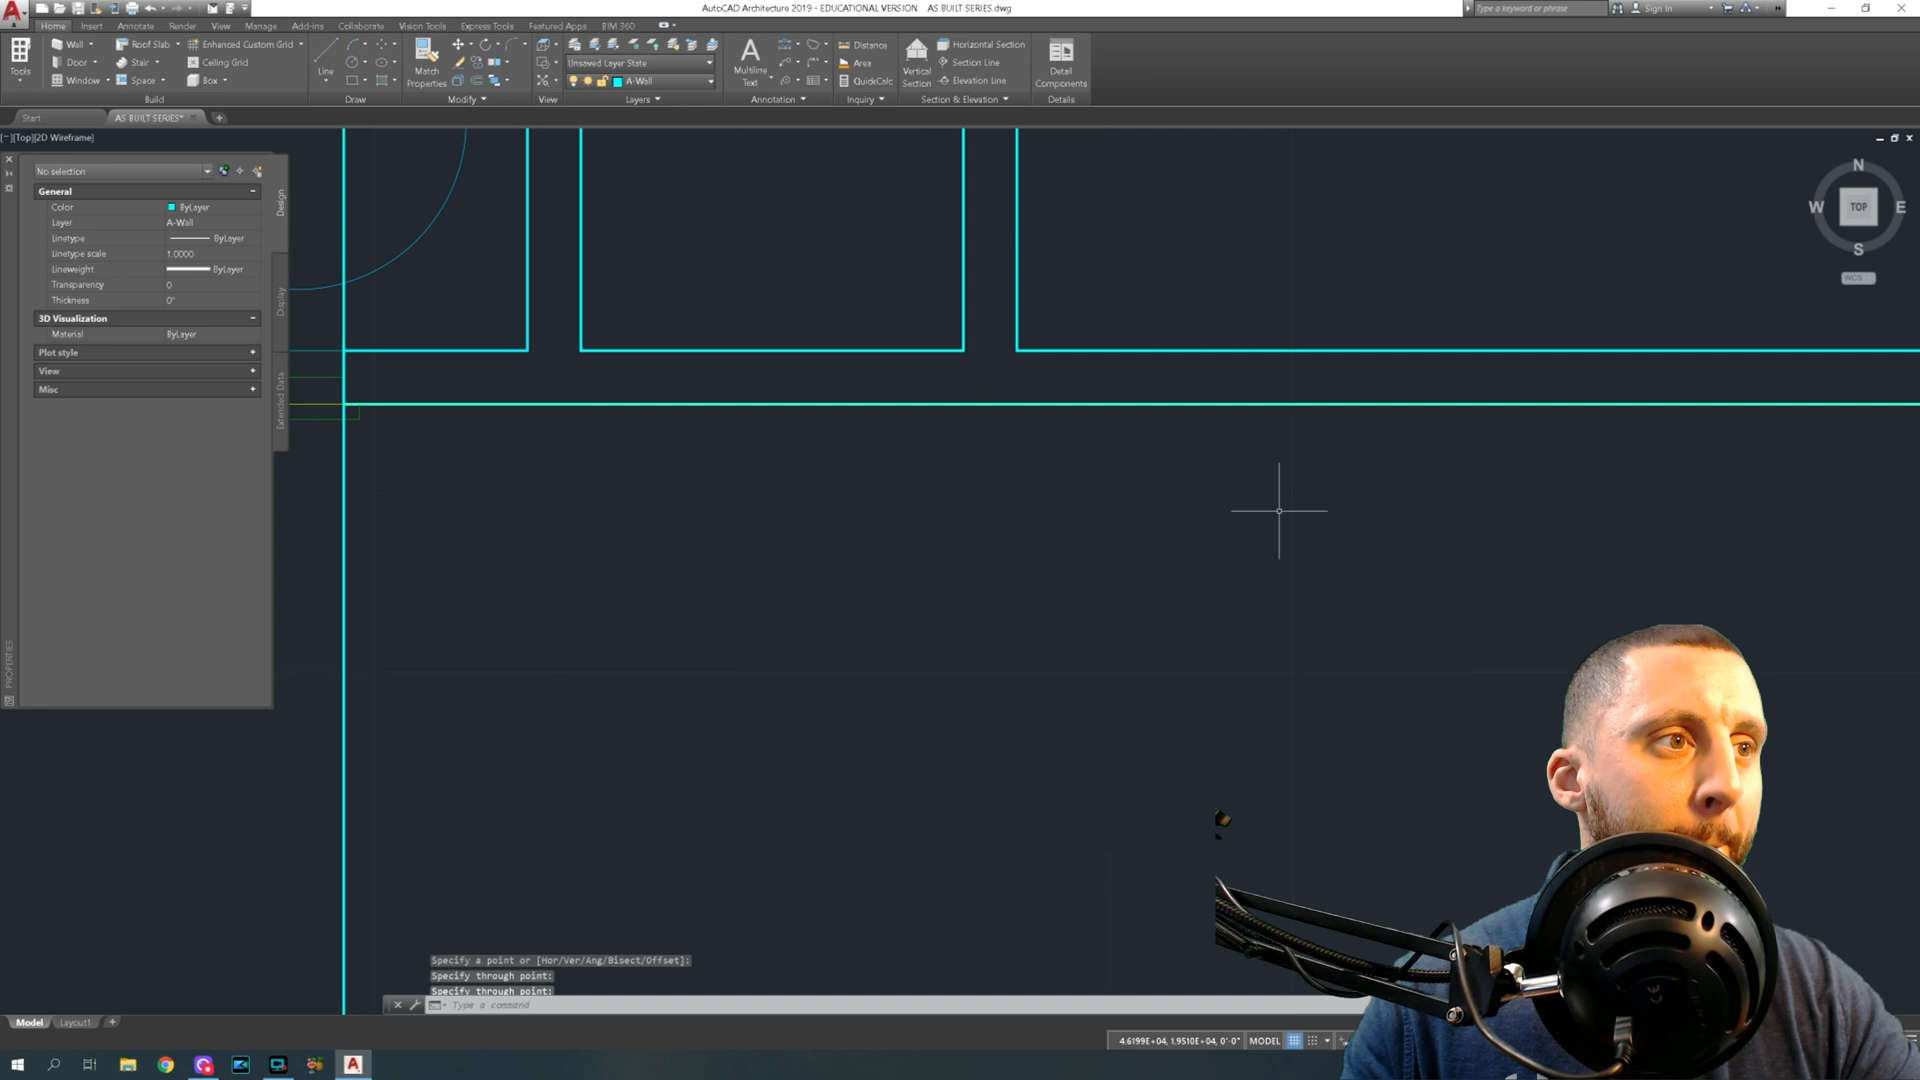 AutoCAD Architecture 2019 - EDUCATIONAL VERSION AS BUILT SERIES.dwg
Type a keyword or phrase
Sign In
Home Insert Annotate Render View Manage Add-ins Collaborate Vision Tools Express Tools Featured Apps BIM 360
Tools
Wall
Door
Window
Roof Slab
Stair
Space
Enhanced Custom Grid
Ceiling Grid
Box
Build
Line
Draw
Match
Properties
Modify
View
Unsaved Layer State
A-Wall
Layers
Multiline
Text
Annotation
Distance
Area
QuickCalc
Inquiry
Vertical
Section
Horizontal Section
Section Line
Elevation Line
Section & Elevation
Detail
Components
Details
Start
AS BUILT SERIES*
[−][Top][2D Wireframe]
No selection
General
Color ByLayer
Layer A-Wall
Linetype ByLayer
Linetype scale 1.0000
Lineweight ByLayer
Transparency 0
Thickness 0"
3D Visualization
Material ByLayer
Plot style
View
Misc
Design
Display
Extended Data
PROPERTIES
N
W
TOP
E
S
WCS
Specify a point or [Hor/Ver/Ang/Bisect/Offset]:
Specify through point:
Specify through point:
Type a command
Model
Layout1
4.6199E+04, 1.9510E+04, 0'-0"
MODEL